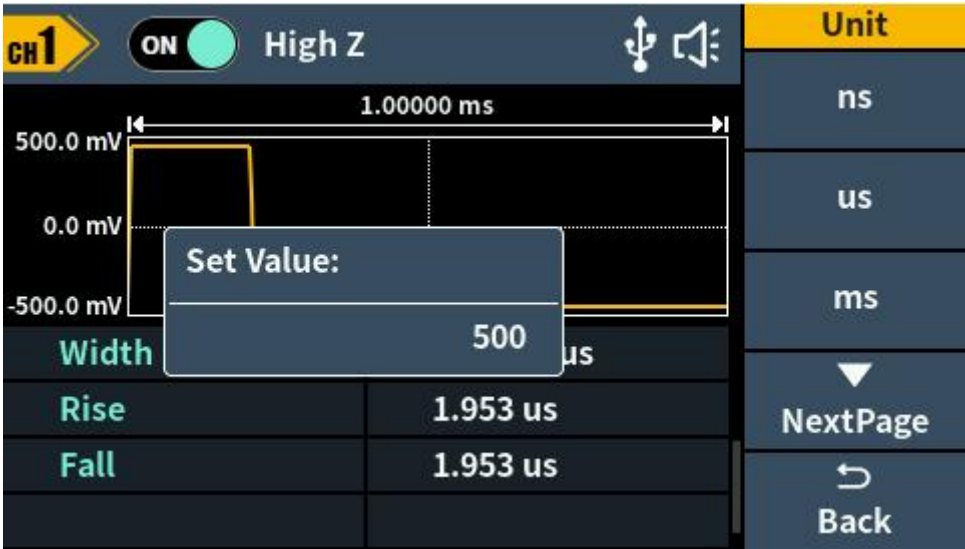 CH1 ON High Z
1.00000 ms
500.0 mV
0.0 mV
-500.0 mV
Set Value:
500
Width us
Rise 1.953 us
Fall 1.953 us
Unit
ns
us
ms
NextPage
Back